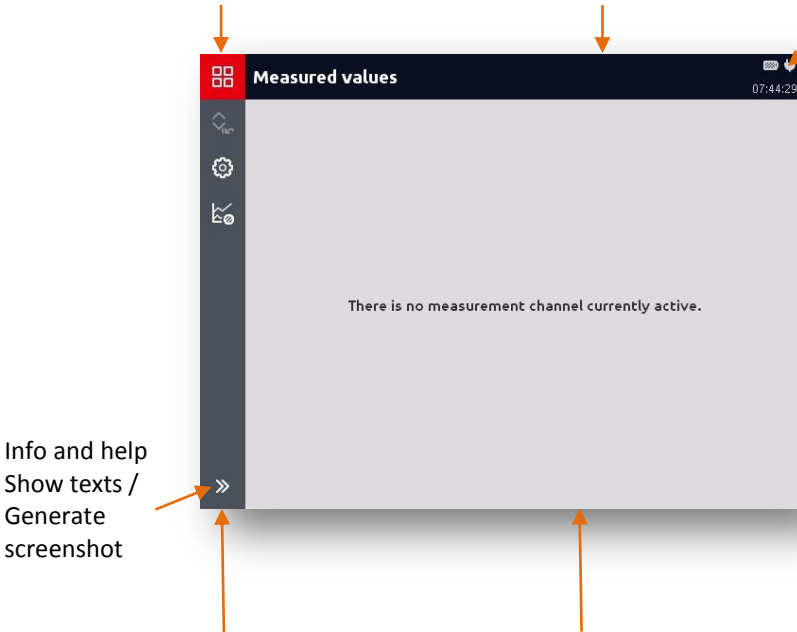 Measured values
07:44:29
There is no measurement channel currently active.
Info and help
Show texts /
Generate
screenshot